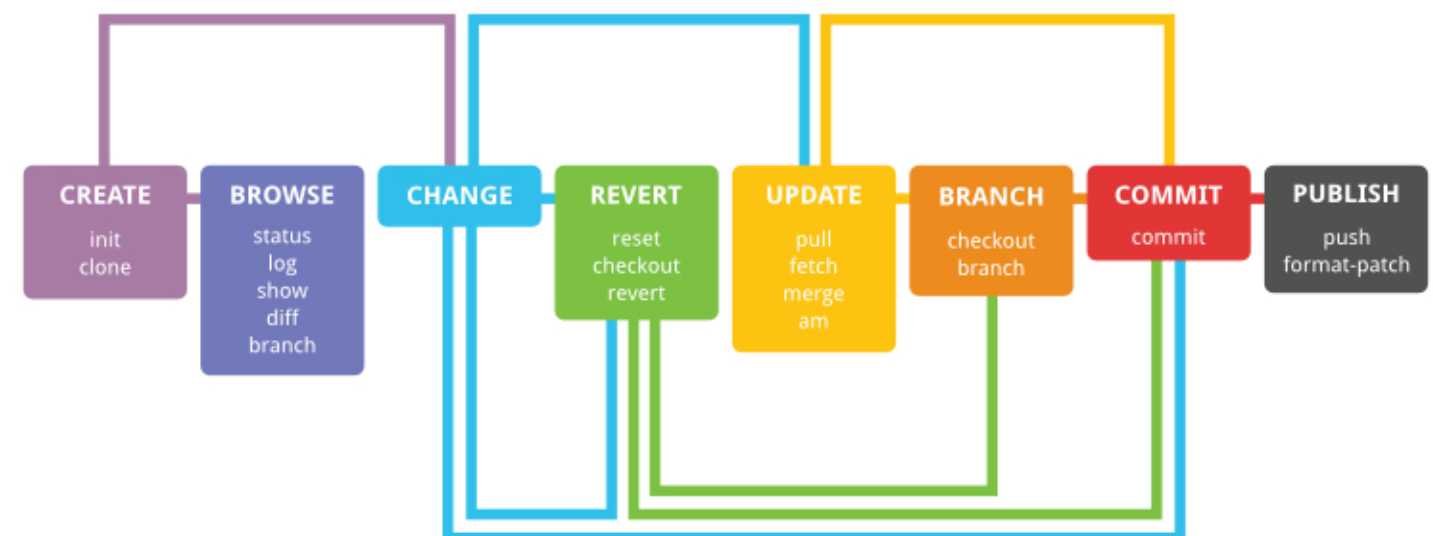 CREATE
init
clone
BROWSE
status
log
show
diff
branch
CHANGE
REVERT
reset
checkout
revert
UPDATE
pull
fetch
merge
am
BRANCH
checkout
branch
COMMIT
commit
PUBLISH
push
format-patch